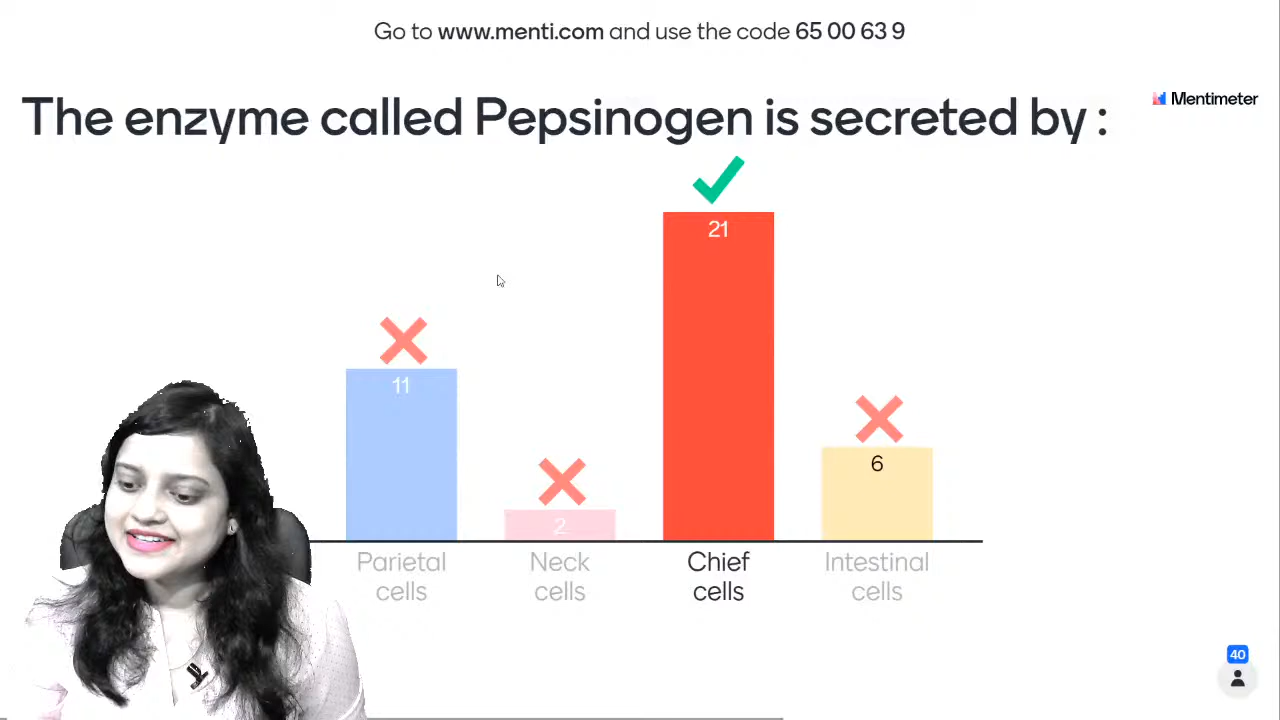 Go to www.menti.com and use the code 65 00 63 9
The enzyme called Pepsinogen is secreted by :
Mentimeter
21
11
6
2
Parietal cells
Neck cells
Chief cells
Intestinal cells
40